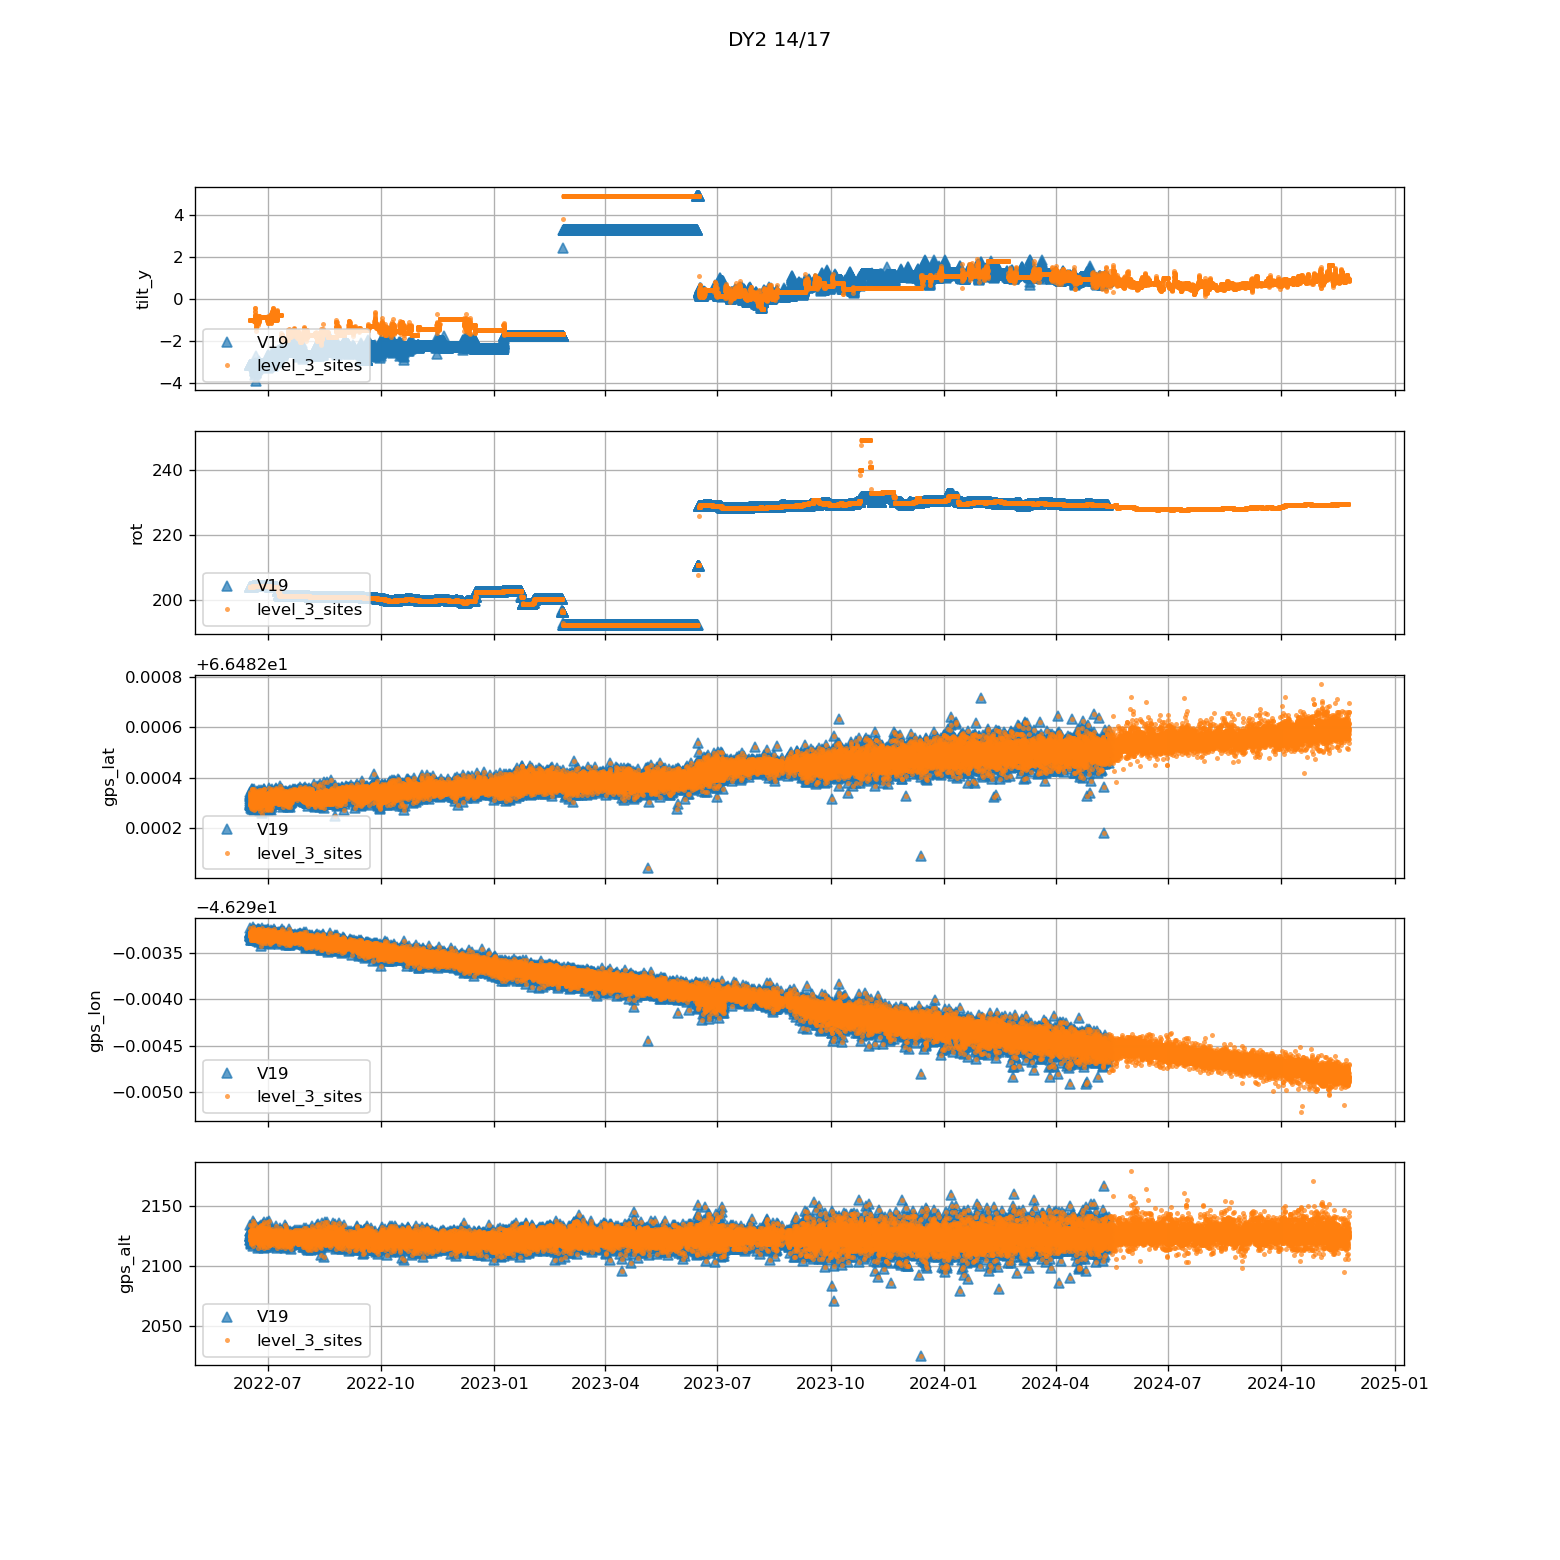 DY2 14/17
4
2
0
−2
−4
tilt_y
V19
level_3_sites
240
220
200
rot
V19
level_3_sites
+6.6482e1
0.0008
0.0006
0.0004
0.0002
gps_lat
V19
level_3_sites
−4.629e1
−0.0035
−0.0040
−0.0045
−0.0050
gps_lon
V19
level_3_sites
2150
2100
2050
gps_alt
V19
level_3_sites
2022-07 2022-10 2023-01 2023-04 2023-07 2023-10 2024-01 2024-04 2024-07 2024-10 2025-01